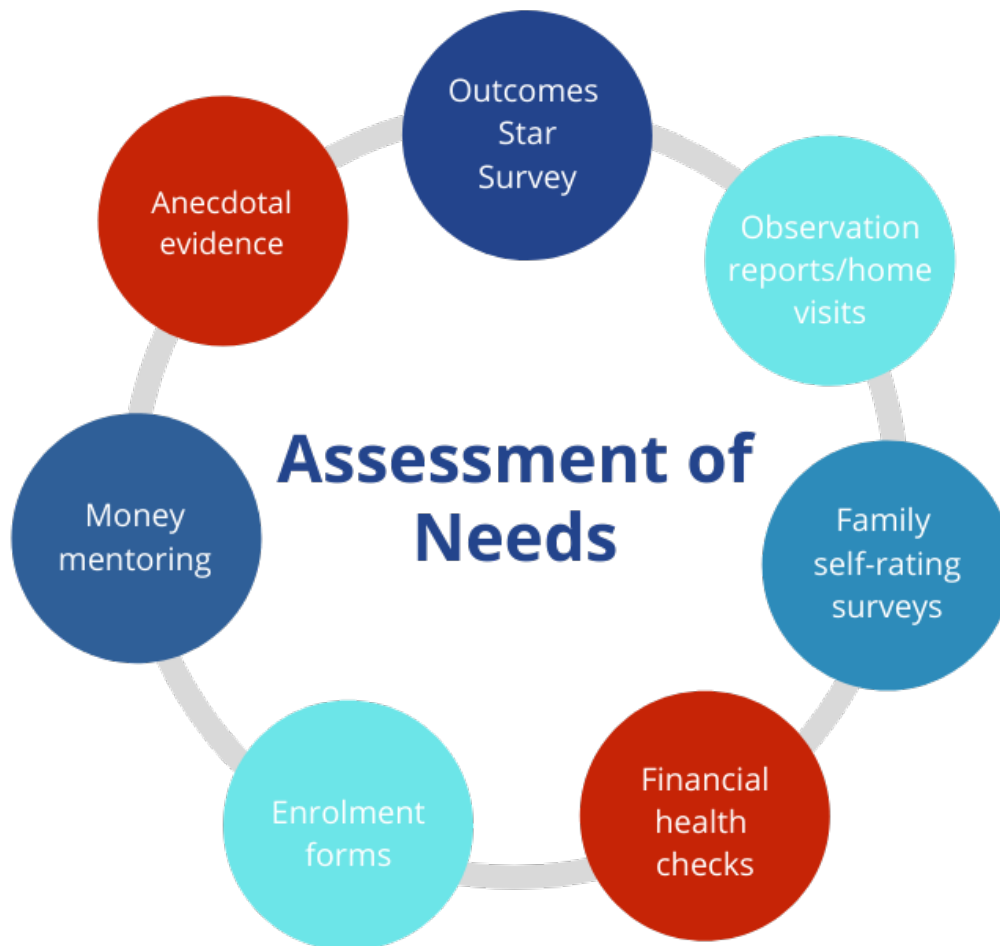 Outcomes
Star
Survey
Anecdotal
evidence
Observation
reports/home
visits
Assessment of
Needs
Money
mentoring
Family
self-rating
surveys
Enrolment
forms
Financial
health
checks